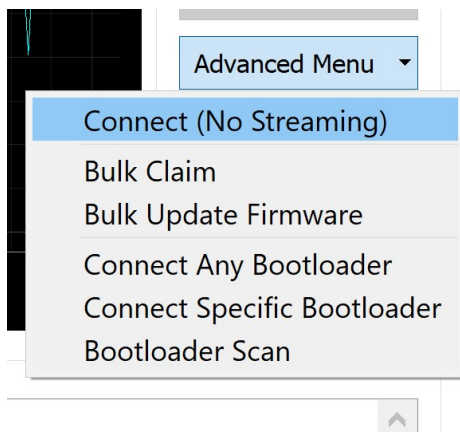 Advanced Menu
Connect (No Streaming)
Bulk Claim
Bulk Update Firmware
Connect Any Bootloader
Connect Specific Bootloader
Bootloader Scan